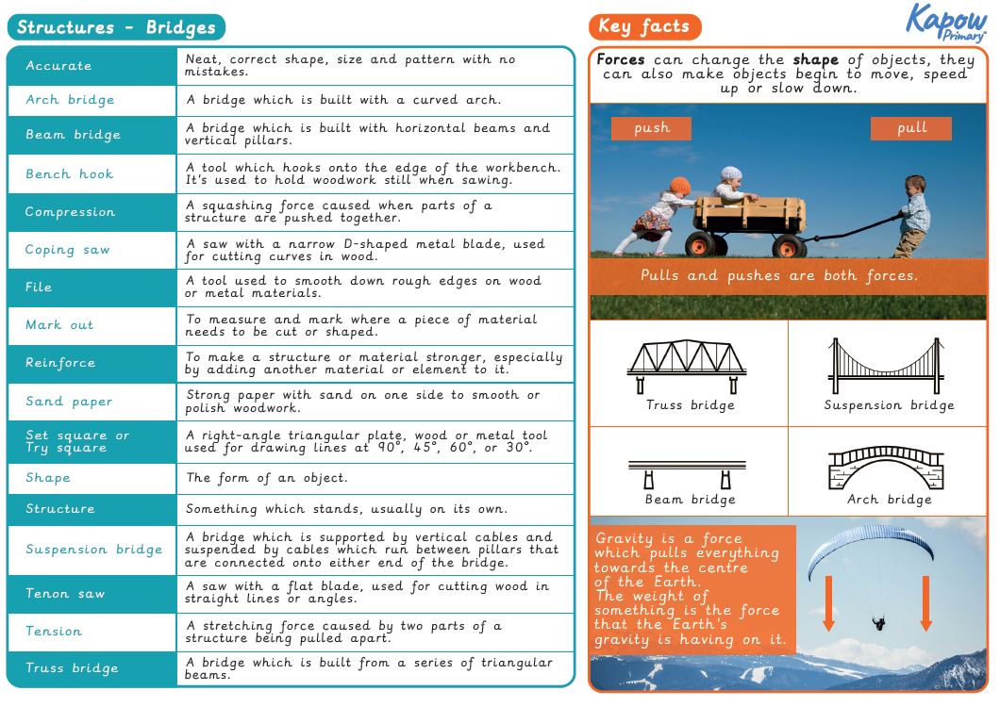 Structures - Bridges
Accurate
Neat, correct shape, size and pattern with no
mistakes.
Arch bridge
A bridge which is built with a curved arch.
Beam bridge
A bridge which is built with horizontal beams and
vertical pillars.
Bench hook
A tool which hooks onto the edge of the workbench.
It's used to hold woodwork still when sawing.
Compression
A squashing force caused when parts of a
structure are pushed together.
Coping saw
A saw with a narrow D-shaped metal blade, used
for cutting curves in wood.
File
A tool used to smooth down rough edges on wood
or metal materials.
Mark out
To measure and mark where a piece of material
needs to be cut or shaped.
Reinforce
To make a structure or material stronger, especially
by adding another material or element to it.
Sand paper
Strong paper with sand on one side to smooth or
polish woodwork.
Set square or
Try square
A right-angle triangular plate, wood or metal tool
used for drawing lines at 90°, 45°, 60°, or 30°.
Shape
The form of an object.
Structure
Something which stands, usually on its own.
Suspension bridge
A bridge which is supported by vertical cables and
suspended by cables which run between pillars that
are connected onto either end of the bridge.
Tenon saw
A saw with a flat blade, used for cutting wood in
straight lines or angles.
Tension
A stretching force caused by two parts of a
structure being pulled apart.
Truss bridge
A bridge which is built from a series of triangular
beams.
Key facts
Kapow
Primary™
Forces can change the shape of objects, they
can also make objects begin to move, speed
up or slow down.
push
pull
Pulls and pushes are both forces.
Truss bridge
Suspension bridge
Beam bridge
Arch bridge
Gravity is a force
which pulls everything
towards the centre
of the Earth.
The weight of
something is the force
that the Earth's
gravity is having on it.